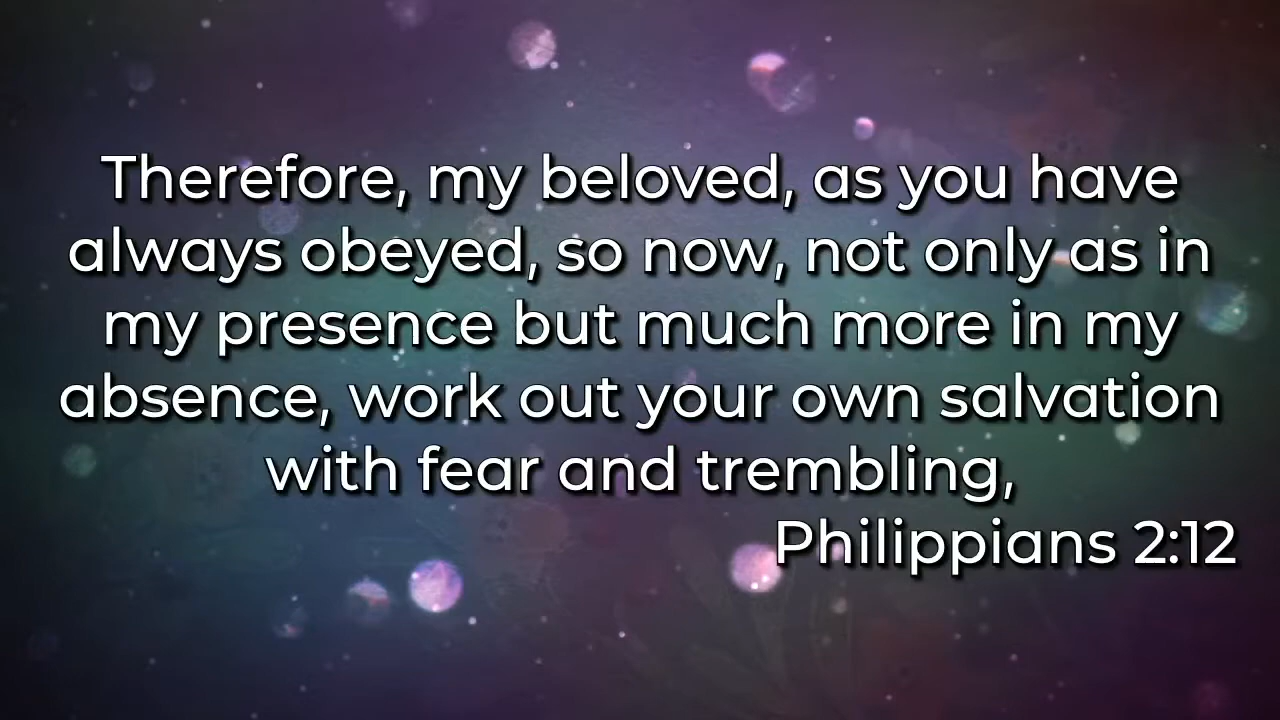 Therefore, my beloved, as you have
always obeyed, so now, not only as in
my presence but much more in my
absence, work out your own salvation
with fear and trembling,
Philippians 2:12